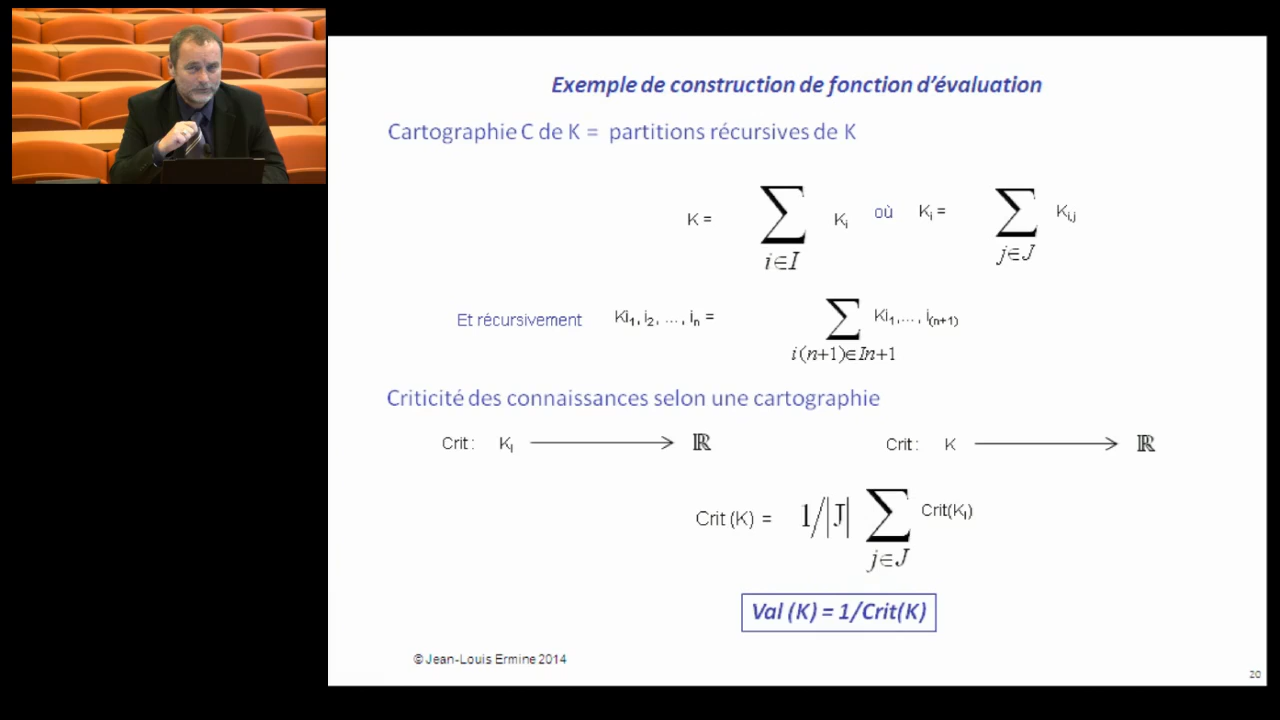 Exemple de construction de fonction d'évaluation
Cartographie C de K = partitions récursives de K
K = ∑ i∈I Ki où Ki = ∑ j∈J Ki,j
Et récursivement Ki1, i2, ..., in = ∑ i(n+1)∈In+1 Ki1,..., i(n+1)
Criticité des connaissances selon une cartographie
Crit : Ki ⟶ ℝ Crit : K ⟶ ℝ
Crit (K) = 1/|J| ∑ j∈J Crit(Ki)
Val (K) = 1/Crit(K)
© Jean-Louis Ermine 2014
20